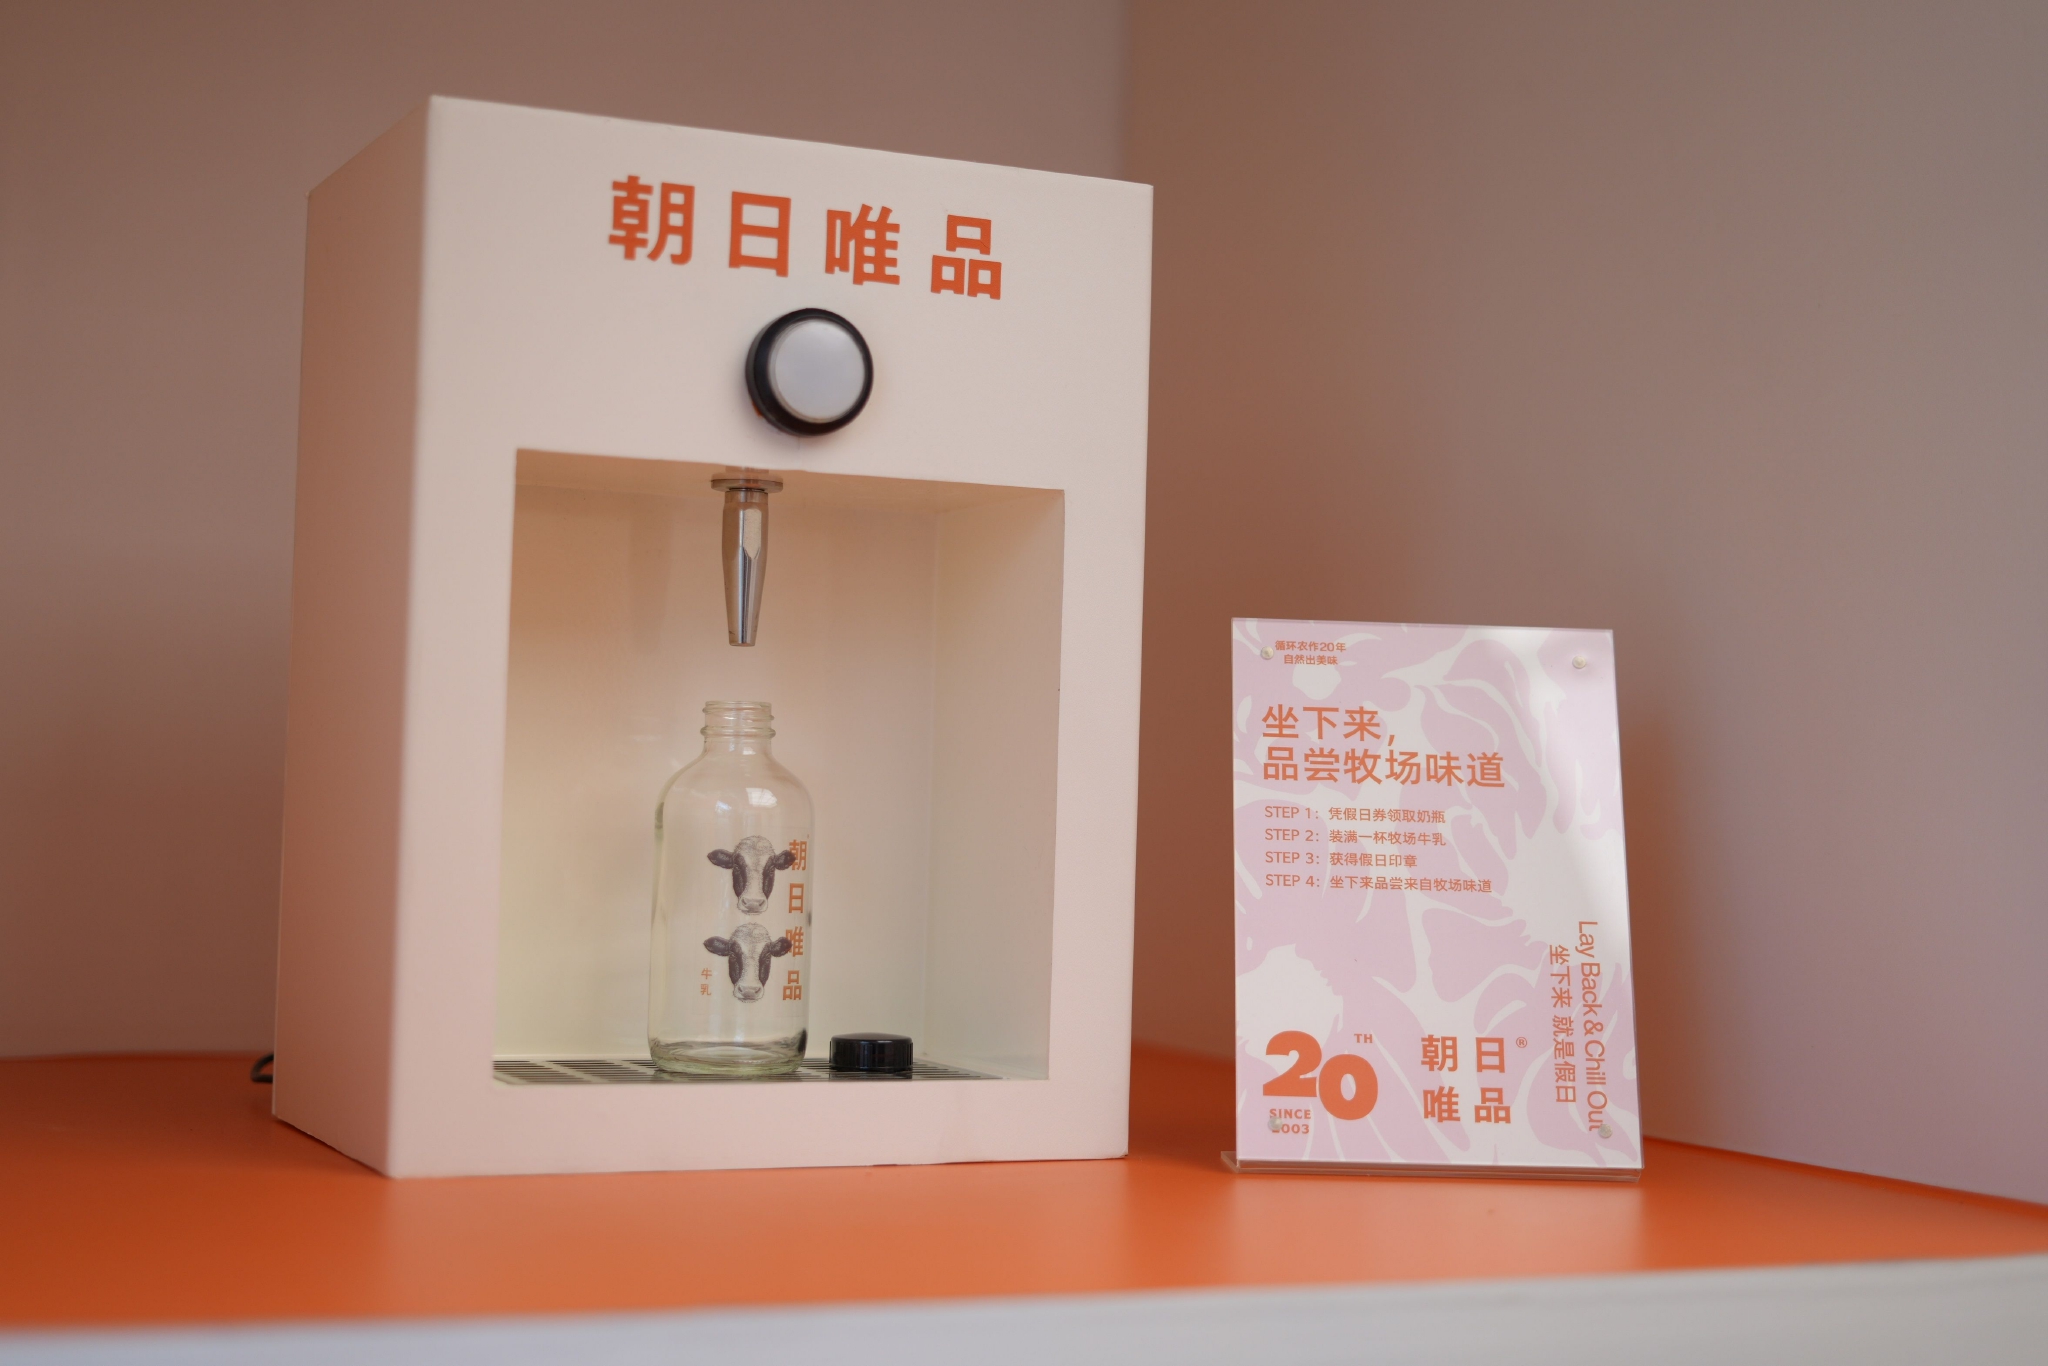 朝日唯品
朝日唯品
牛乳
循环农作20年
自然出美味
坐下来，
品尝牧场味道
STEP 1：凭假日券领取奶瓶
STEP 2：装满一杯牧场牛乳
STEP 3：获得假日印章
STEP 4：坐下来品尝来自牧场味道
Lay Back & Chill Out
坐下来 就是假日
20TH
SINCE
2003
朝日®
唯品